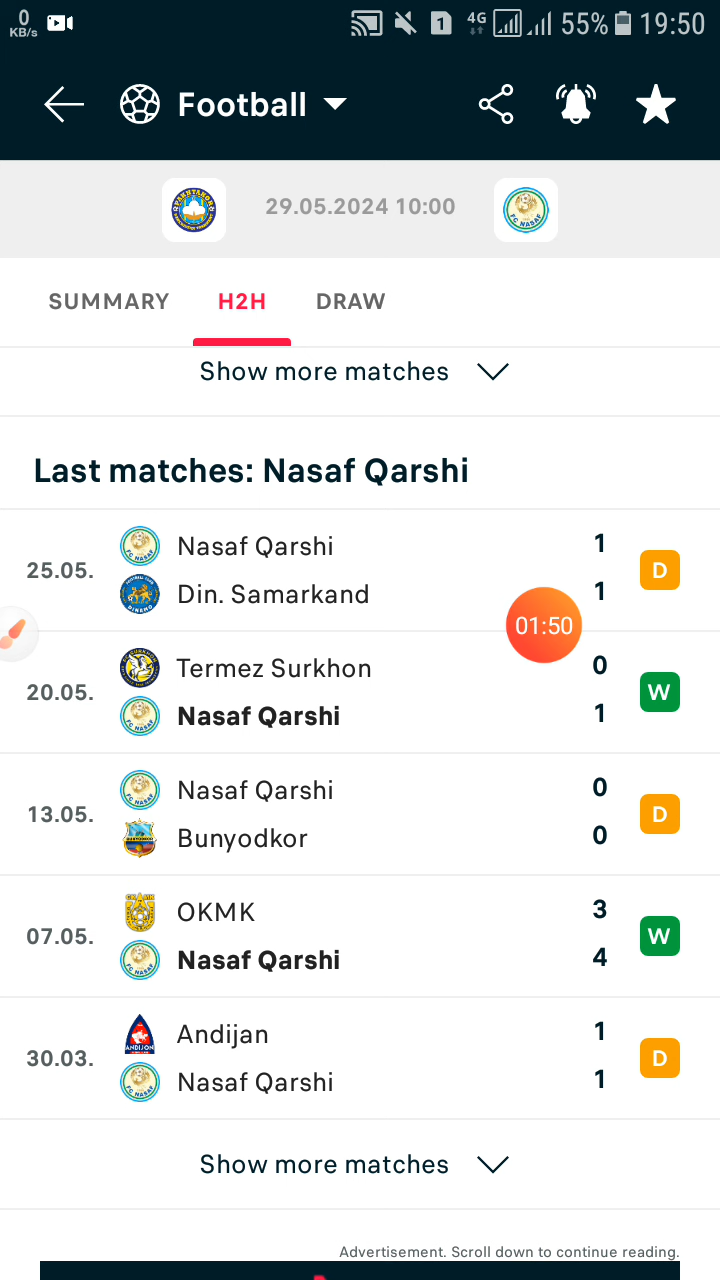 0
KB/s
1 4G 55% 19:50
Football
29.05.2024 10:00
SUMMARY H2H DRAW
Show more matches
Last matches: Nasaf Qarshi
25.05. Nasaf Qarshi 1 D
Din. Samarkand 1
01:50
20.05. Termez Surkhon 0 W
Nasaf Qarshi 1
13.05. Nasaf Qarshi 0 D
Bunyodkor 0
07.05. OKMK 3 W
Nasaf Qarshi 4
30.03. Andijan 1 D
Nasaf Qarshi 1
Show more matches
Advertisement. Scroll down to continue reading.